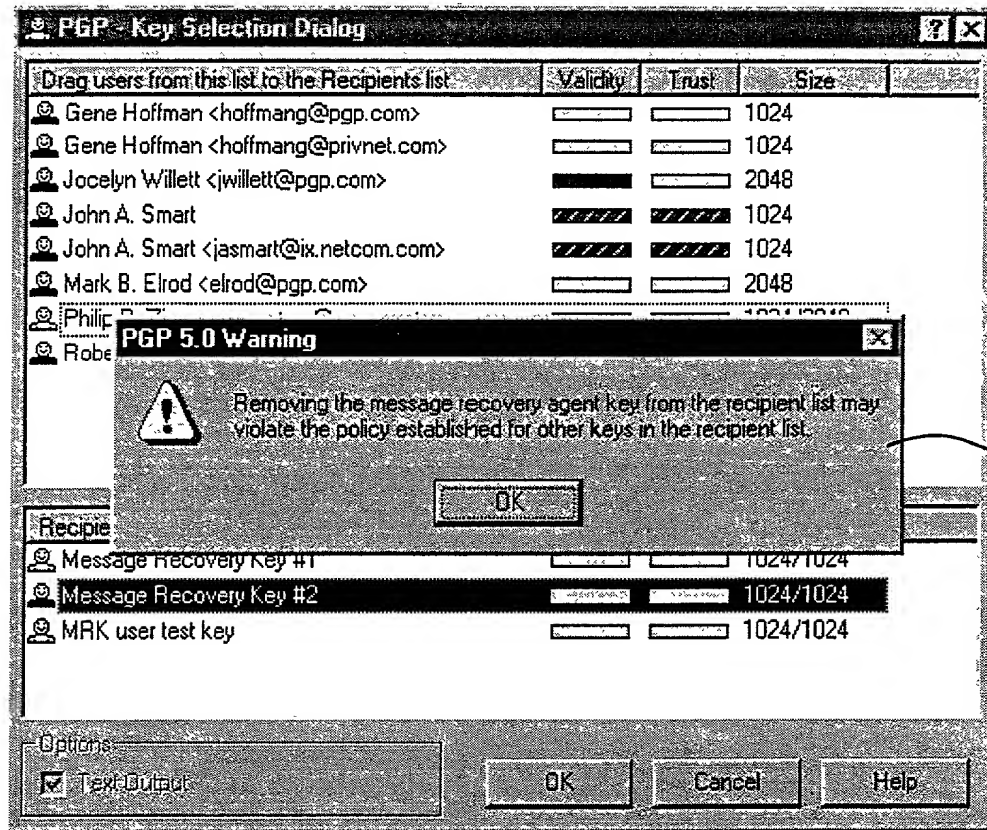 PGP - Key Selection Dialog
Drag users from this list to the Recipients list Validity Trust Size
Gene Hoffman <hoffmang@pgp.com> 1024
Gene Hoffman <hoffmang@privnet.com> 1024
Jocelyn Willett <jwillett@pgp.com> 2048
John A. Smart 1024
John A. Smart <jasmart@ix.netcom.com> 1024
Mark B. Elrod <elrod@pgp.com> 2048
Philip
Robe
PGP 5.0 Warning
Removing the message recovery agent key from the recipient list may
violate the policy established for other keys in the recipient list.
OK
Recipie
Message Recovery Key #1 1024/1024
Message Recovery Key #2 1024/1024
MRK user test key 1024/1024
Options
Text Output
OK Cancel Help